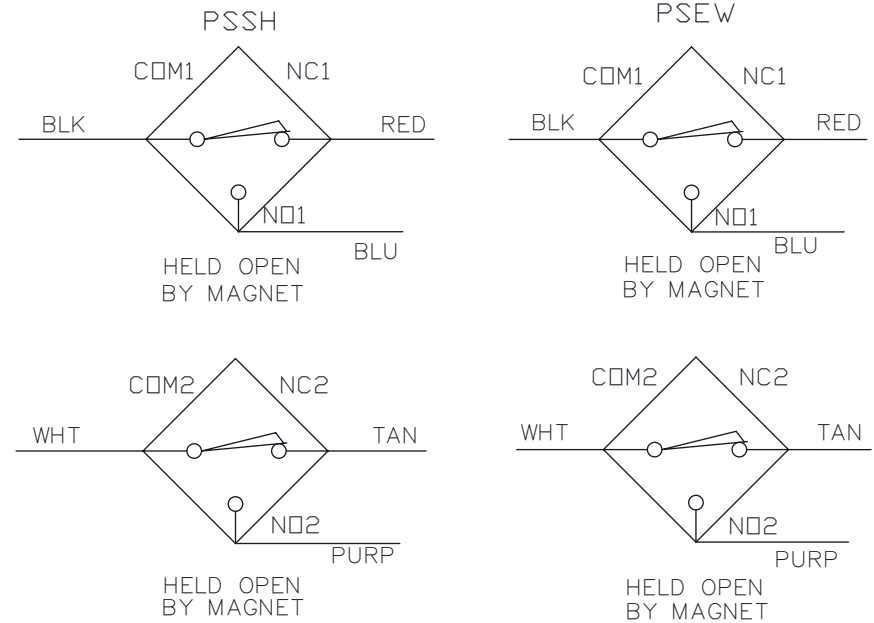 PSSH
COM1
NC1
BLK
RED
NO1
BLU
HELD OPEN
BY MAGNET
PSEW
COM1
NC1
BLK
RED
NO1
BLU
HELD OPEN
BY MAGNET
COM2
NC2
WHT
TAN
NO2
PURP
HELD OPEN
BY MAGNET
COM2
NC2
WHT
TAN
NO2
PURP
HELD OPEN
BY MAGNET